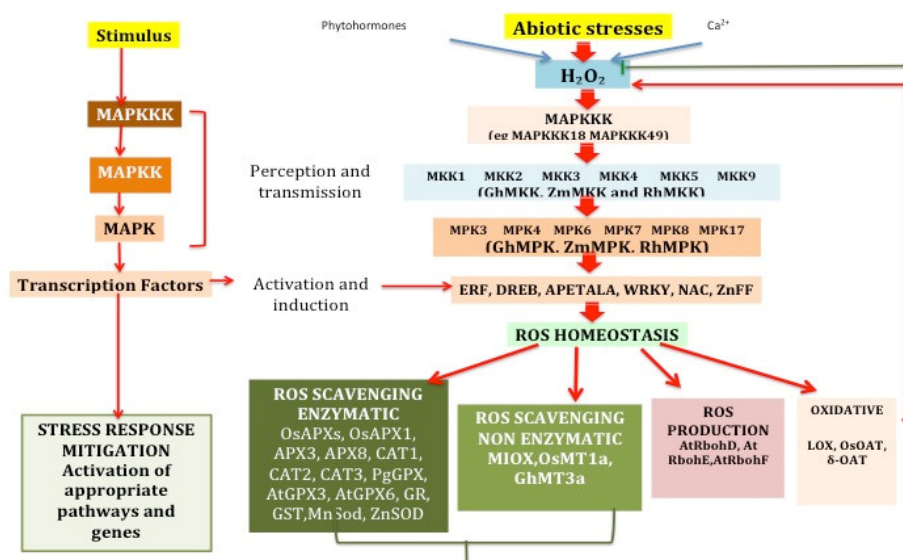 Phytohormones
Abiotic stresses
Ca²⁺
Stimulus
H₂O₂
MAPKKK
MAPKKK
(eg MAPKKK18 MAPKKK49)
MAPKK
Perception and
transmission
MKK1 MKK2 MKK3 MKK4 MKK5 MKK9
(GhMKK, ZmMKK and RhMKK)
MAPK
MPK3 MPK4 MPK6 MPK7 MPK8 MPK17
(GhMPK, ZmMPK, RhMPK)
Transcription Factors
Activation and
induction
ERF, DREB, APETALA, WRKY, NAC, ZnFF
ROS HOMEOSTASIS
STRESS RESPONSE
MITIGATION
Activation of
appropriate
pathways and
genes
ROS SCAVENGING
ENZYMATIC
OsAPXs, OsAPX1,
APX3, APX8, CAT1,
CAT2, CAT3, PgGPX,
AtGPX3, AtGPX6, GR,
GST,MnSod, ZnSOD
ROS SCAVENGING
NON ENZYMATIC
MIOX,OsMT1a,
GhMT3a
ROS
PRODUCTION
AtRbohD, At
RbohE,AtRbohF
OXIDATIVE
LOX, OsOAT,
δ-OAT